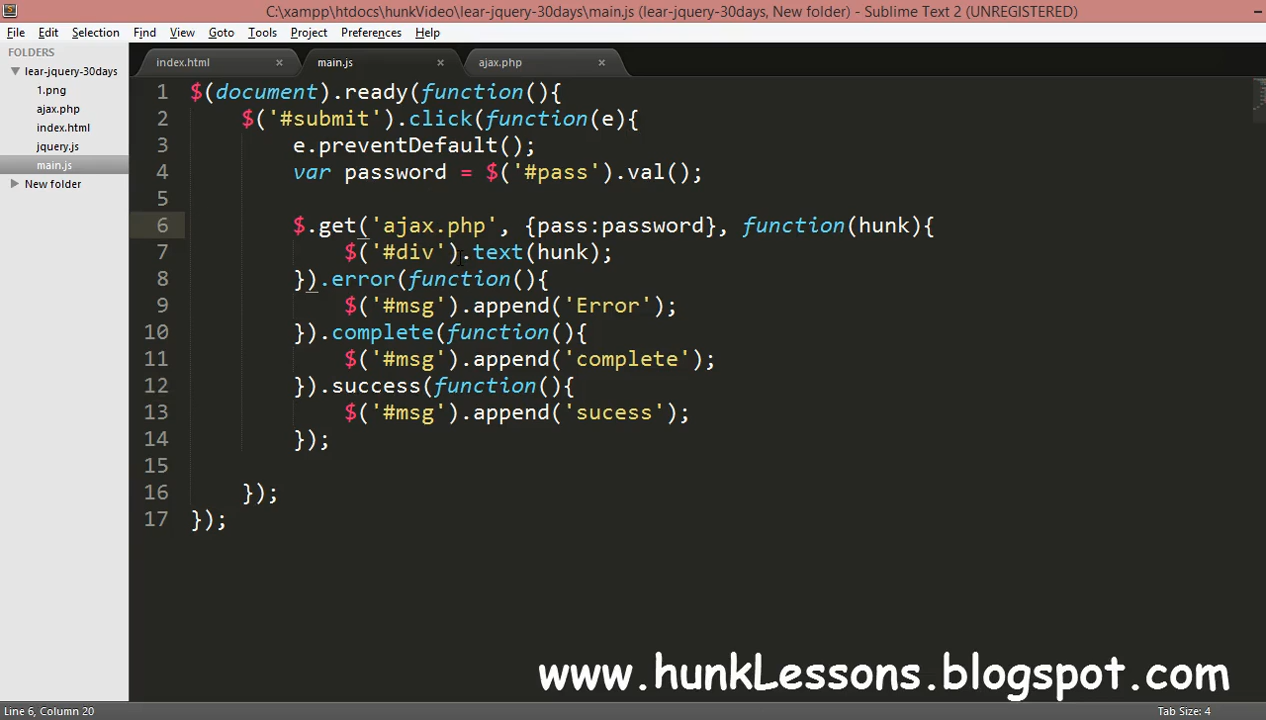 C:\xampp\htdocs\hunkVideo\lear-jquery-30days\main.js (lear-jquery-30days, New folder) - Sublime Text 2 (UNREGISTERED)
File Edit Selection Find View Goto Tools Project Preferences Help
FOLDERS
lear-jquery-30days
1.png
ajax.php
index.html
jquery.js
main.js
New folder
index.html × main.js × ajax.php ×
1 $(document).ready(function(){
2 $('#submit').click(function(e){
3 e.preventDefault();
4 var password = $('#pass').val();
5
6 $.get('ajax.php', {pass:password}, function(hunk){
7 $('#div').text(hunk);
8 }).error(function(){
9 $('#msg').append('Error');
10 }).complete(function(){
11 $('#msg').append('complete');
12 }).success(function(){
13 $('#msg').append('sucess');
14 });
15
16 });
17 });
www.hunkLessons.blogspot.com
Line 6, Column 20 Tab Size: 4